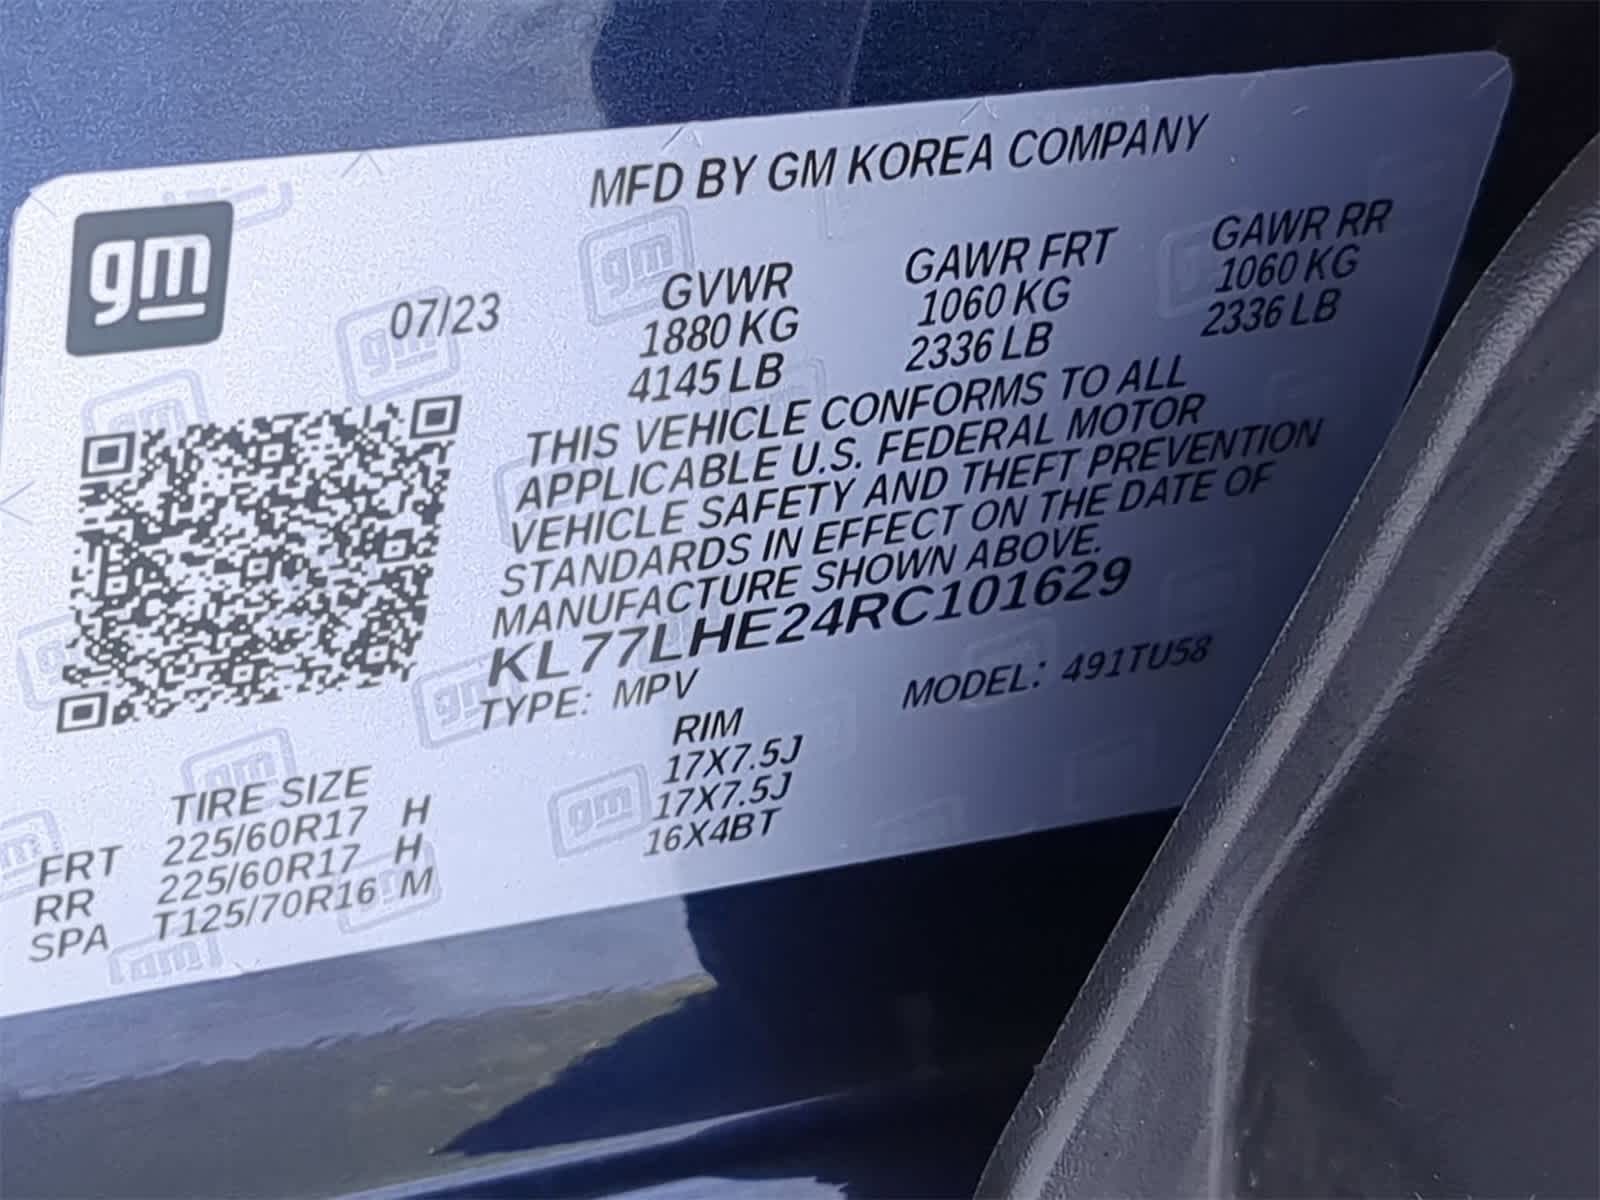 MFD BY GM KOREA COMPANY
gm
07/23
GVWR GAWR FRT GAWR RR
1880 KG 1060 KG 1060 KG
4145 LB 2336 LB 2336 LB
THIS VEHICLE CONFORMS TO ALL
APPLICABLE U.S. FEDERAL MOTOR
VEHICLE SAFETY AND THEFT PREVENTION
STANDARDS IN EFFECT ON THE DATE OF
MANUFACTURE SHOWN ABOVE.
KL77LHE24RC101629
TYPE: MPV MODEL: 491TU58
TIRE SIZE RIM
FRT 225/60R17 H 17X7.5J
RR 225/60R17 H 17X7.5J
SPA T125/70R16 M 16X4BT